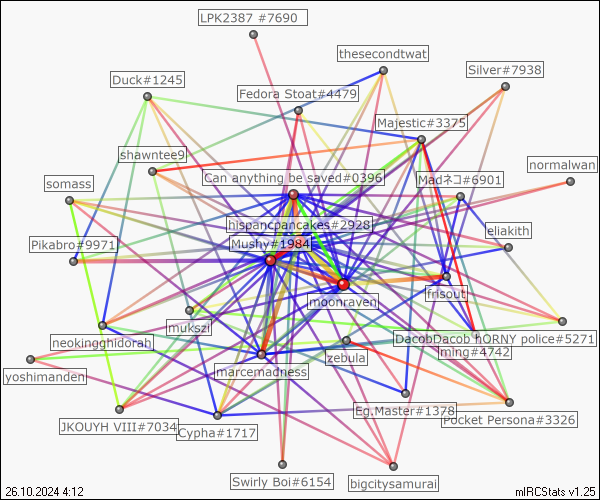 LPK2387 #7690
thesecondtwat
Silver#7938
Duck#1245
Fedora Stoat#4479
Majestic#3375
shawntee9
normalwan
Can anything be saved#0396
Madネコ#6901
somass
hispancpancakes#2928
eliakith
Pikabro#9971
Mushy#1984
moonraven
frisout
mukszi
neokingghidorah
DacobDacob hORNY police#5271
ming#4742
zebula
marcemadness
yoshimanden
Eg.Master#1378
Pocket Persona#3326
JKOUYH VIII#7034
Cypha#1717
Swirly Boi#6154
bigcitysamurai
26.10.2024 4:12
mIRCStats v1.25